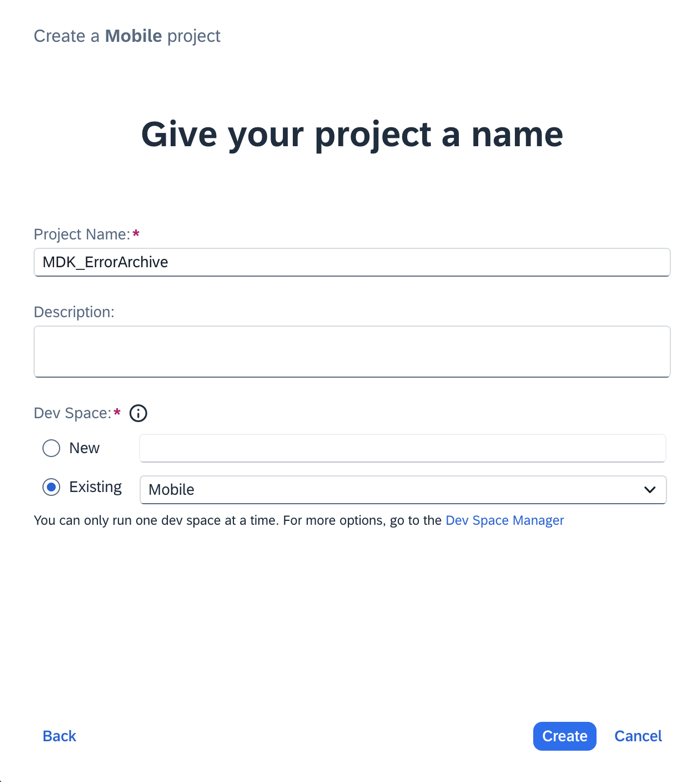 Create a Mobile project
Give your project a name
Project Name:*
MDK_ErrorArchive
Description:
Dev Space:*
New
Existing
Mobile
You can only run one dev space at a time. For more options, go to the Dev Space Manager
Back
Create
Cancel